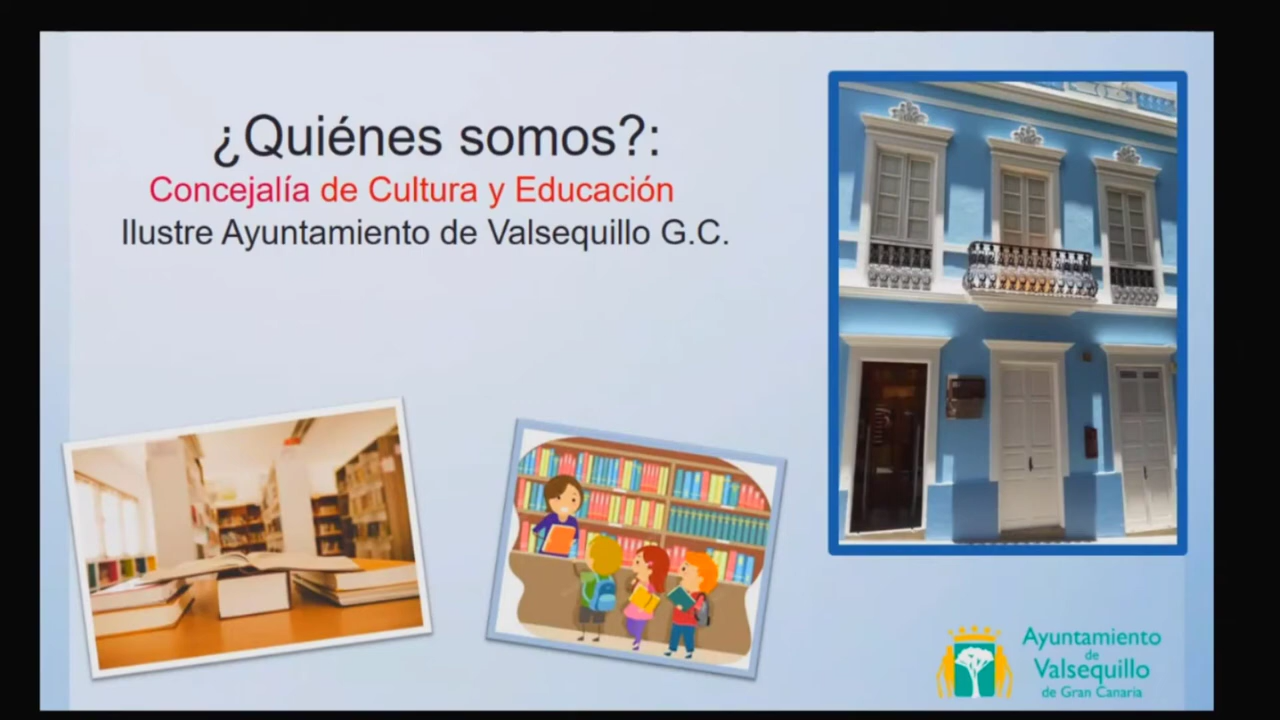 ¿Quiénes somos?:
Concejalía de Cultura y Educación
Ilustre Ayuntamiento de Valsequillo G.C.
Ayuntamiento
de
Valsequillo
de Gran Canaria